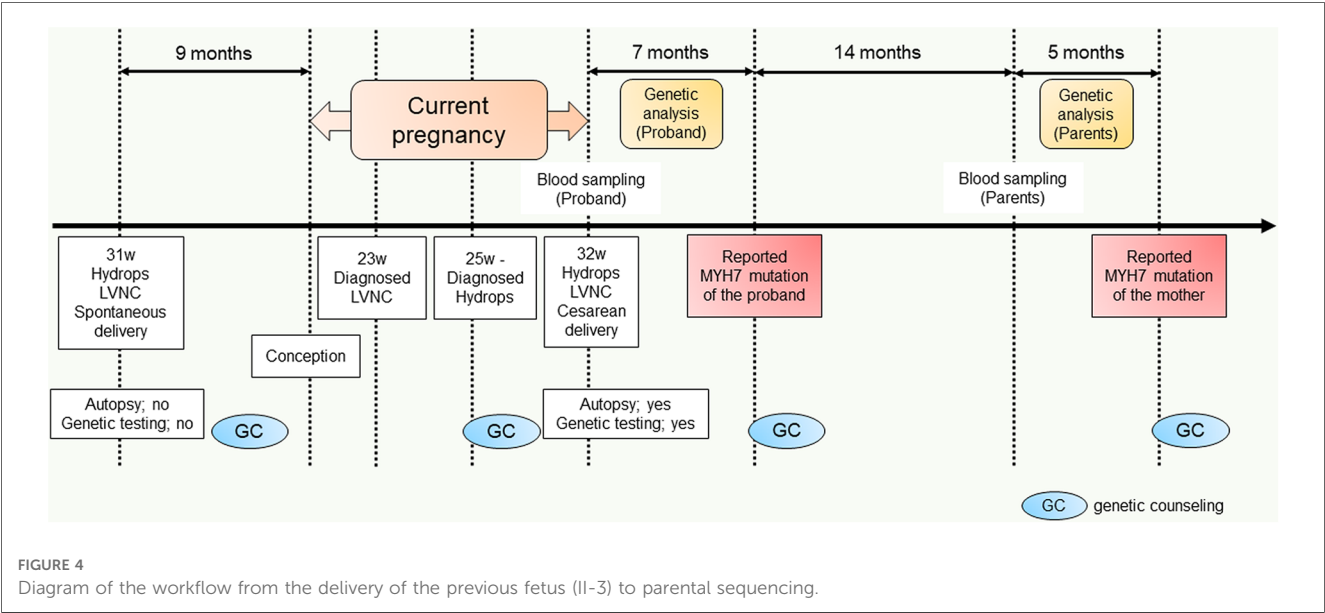 9 months
7 months
14 months
5 months
Current
pregnancy
Genetic
analysis
(Proband)
Genetic
analysis
(Parents)
Blood sampling
(Proband)
Blood sampling
(Parents)
31w
Hydrops
LVNC
Spontaneous
delivery
23w
Diagnosed
LVNC
25w -
Diagnosed
Hydrops
32w
Hydrops
LVNC
Cesarean
delivery
Reported
MYH7 mutation
of the proband
Reported
MYH7 mutation
of the mother
Conception
Autopsy; no
Genetic testing; no
GC
GC
Autopsy; yes
Genetic testing; yes
GC
GC
GC genetic counseling
FIGURE 4
Diagram of the workflow from the delivery of the previous fetus (II-3) to parental sequencing.